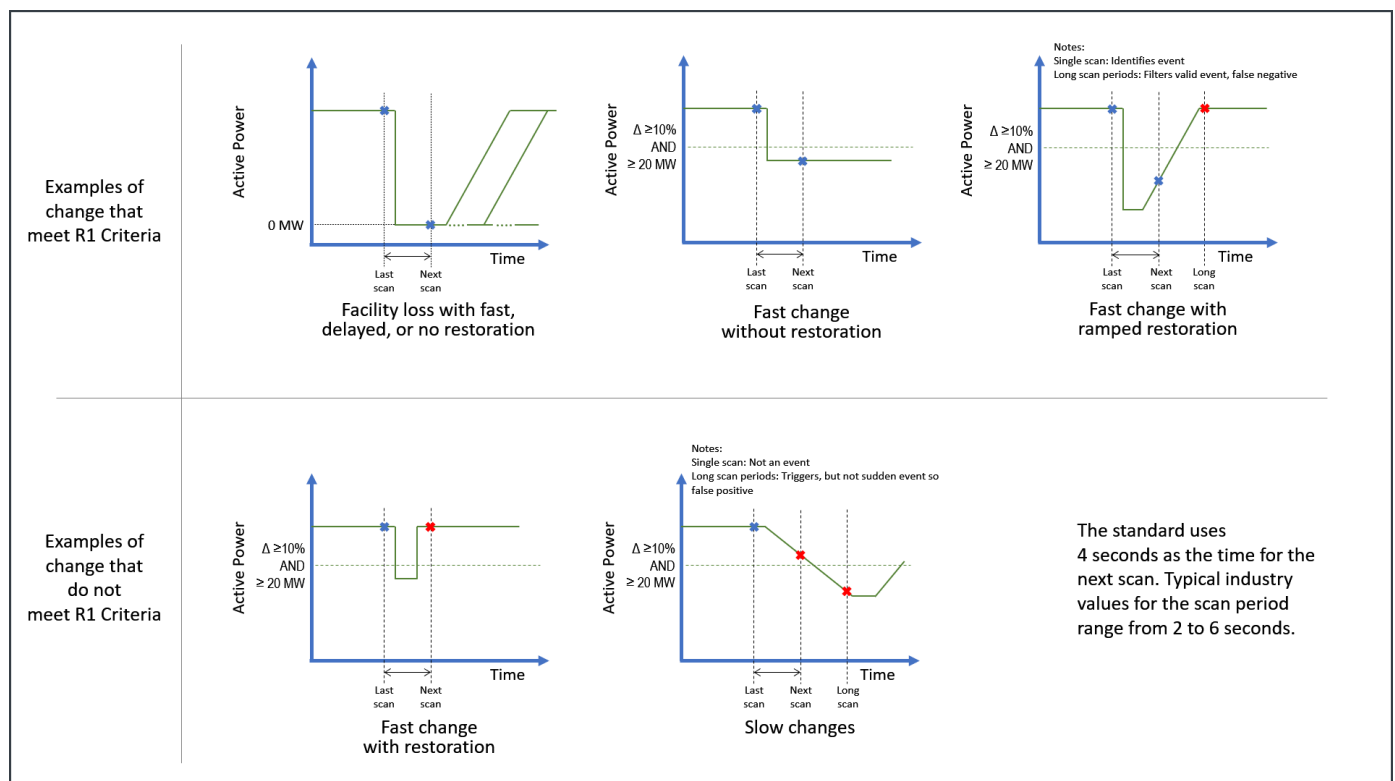 Examples of
change that
meet R1 Criteria
Active Power
0 MW
Time
Last
scan
Next
scan
Facility loss with fast,
delayed, or no restoration
Active Power
Δ ≥10%
AND
≥ 20 MW
Time
Last
scan
Next
scan
Fast change
without restoration
Notes:
Single scan: Identifies event
Long scan periods: Filters valid event, false negative
Active Power
Δ ≥10%
AND
≥ 20 MW
Time
Last
scan
Next
scan
Long
scan
Fast change with
ramped restoration
Examples of
change that
do not
meet R1 Criteria
Active Power
Δ ≥10%
AND
≥ 20 MW
Time
Last
scan
Next
scan
Fast change
with restoration
Notes:
Single scan: Not an event
Long scan periods: Triggers, but not sudden event so
false positive
Active Power
Δ ≥10%
AND
≥ 20 MW
Time
Last
scan
Next
scan
Long
scan
Slow changes
The standard uses
4 seconds as the time for the
next scan. Typical industry
values for the scan period
range from 2 to 6 seconds.